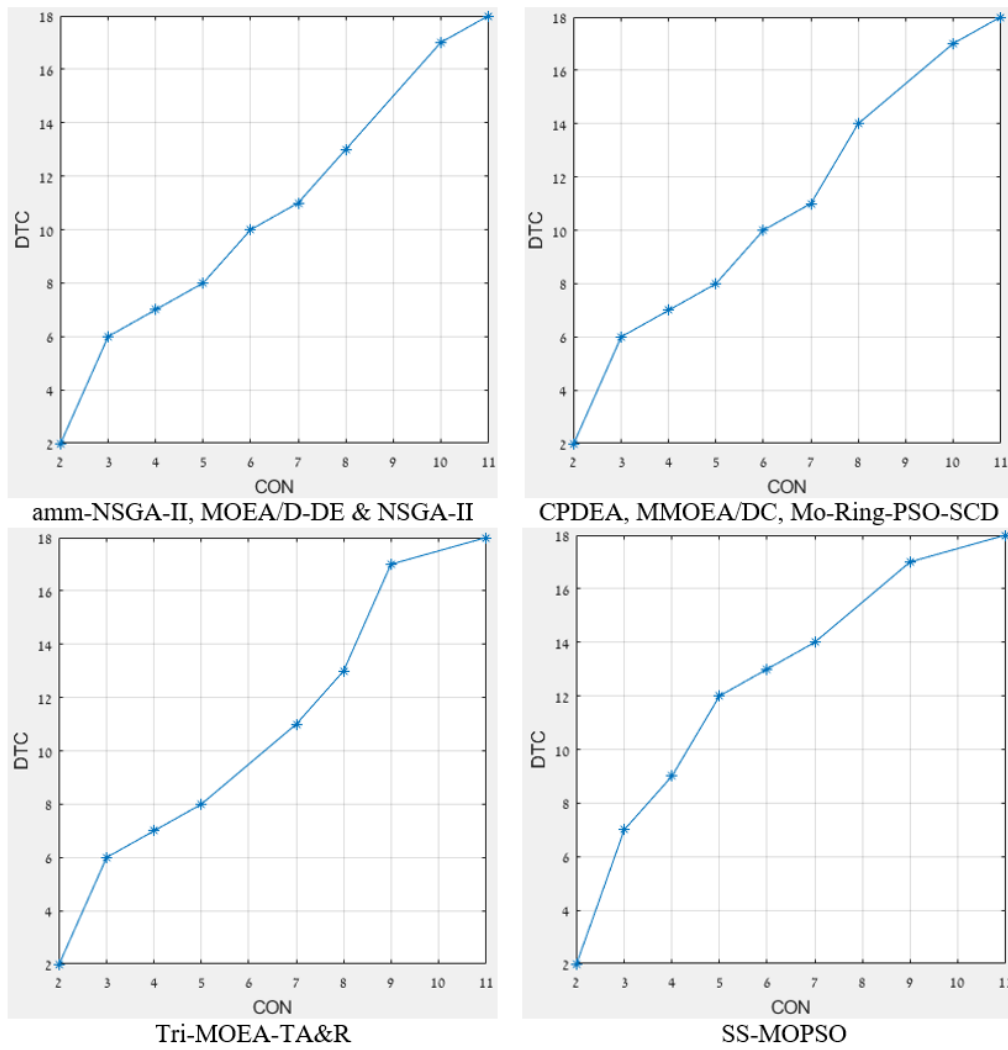 18
16
14
12
10
8
6
4
2
DTC
2 3 4 5 6 7 8 9 10 11
CON
amm-NSGA-II, MOEA/D-DE & NSGA-II
18
16
14
12
10
8
6
4
2
DTC
2 3 4 5 6 7 8 9 10 11
CON
CPDEA, MMOEA/DC, Mo-Ring-PSO-SCD
18
16
14
12
10
8
6
4
2
DTC
2 3 4 5 6 7 8 9 10 11
CON
Tri-MOEA-TA&R
18
16
14
12
10
8
6
4
2
DTC
2 3 4 5 6 7 8 9 10 11
CON
SS-MOPSO